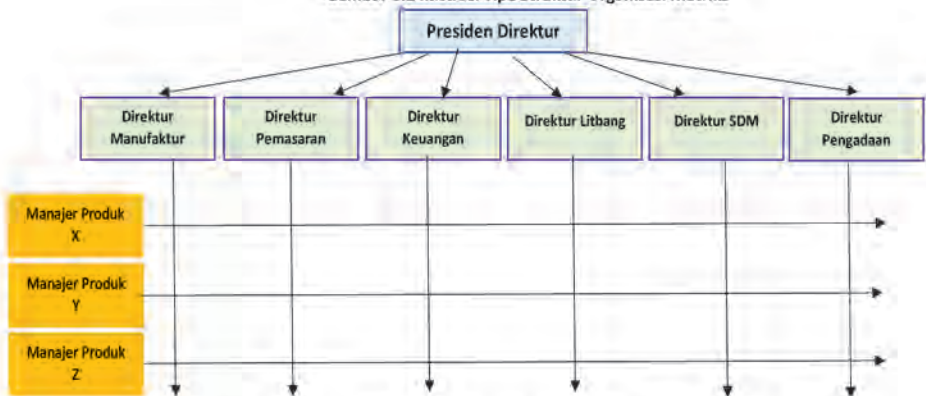 Presiden Direktur
Direktur
Manufaktur
Direktur
Pemasaran
Direktur
Keuangan
Direktur Litbang
Direktur SDM
Direktur
Pengadaan
Manajer Produk
X
Manajer Produk
Y
Manajer Produk
Z